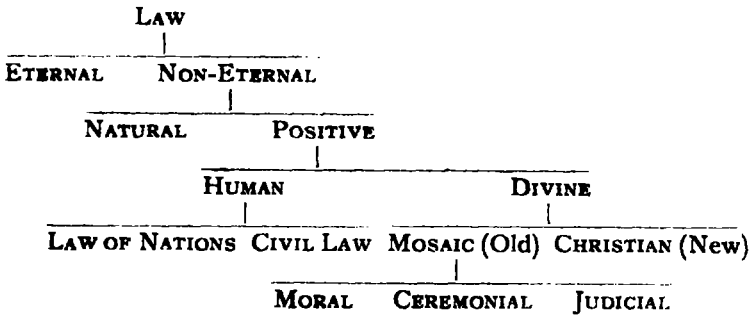 LAW
ETERNAL NON-ETERNAL
NATURAL POSITIVE
HUMAN DIVINE
LAW OF NATIONS CIVIL LAW MOSAIC (Old) CHRISTIAN (New)
MORAL CEREMONIAL JUDICIAL